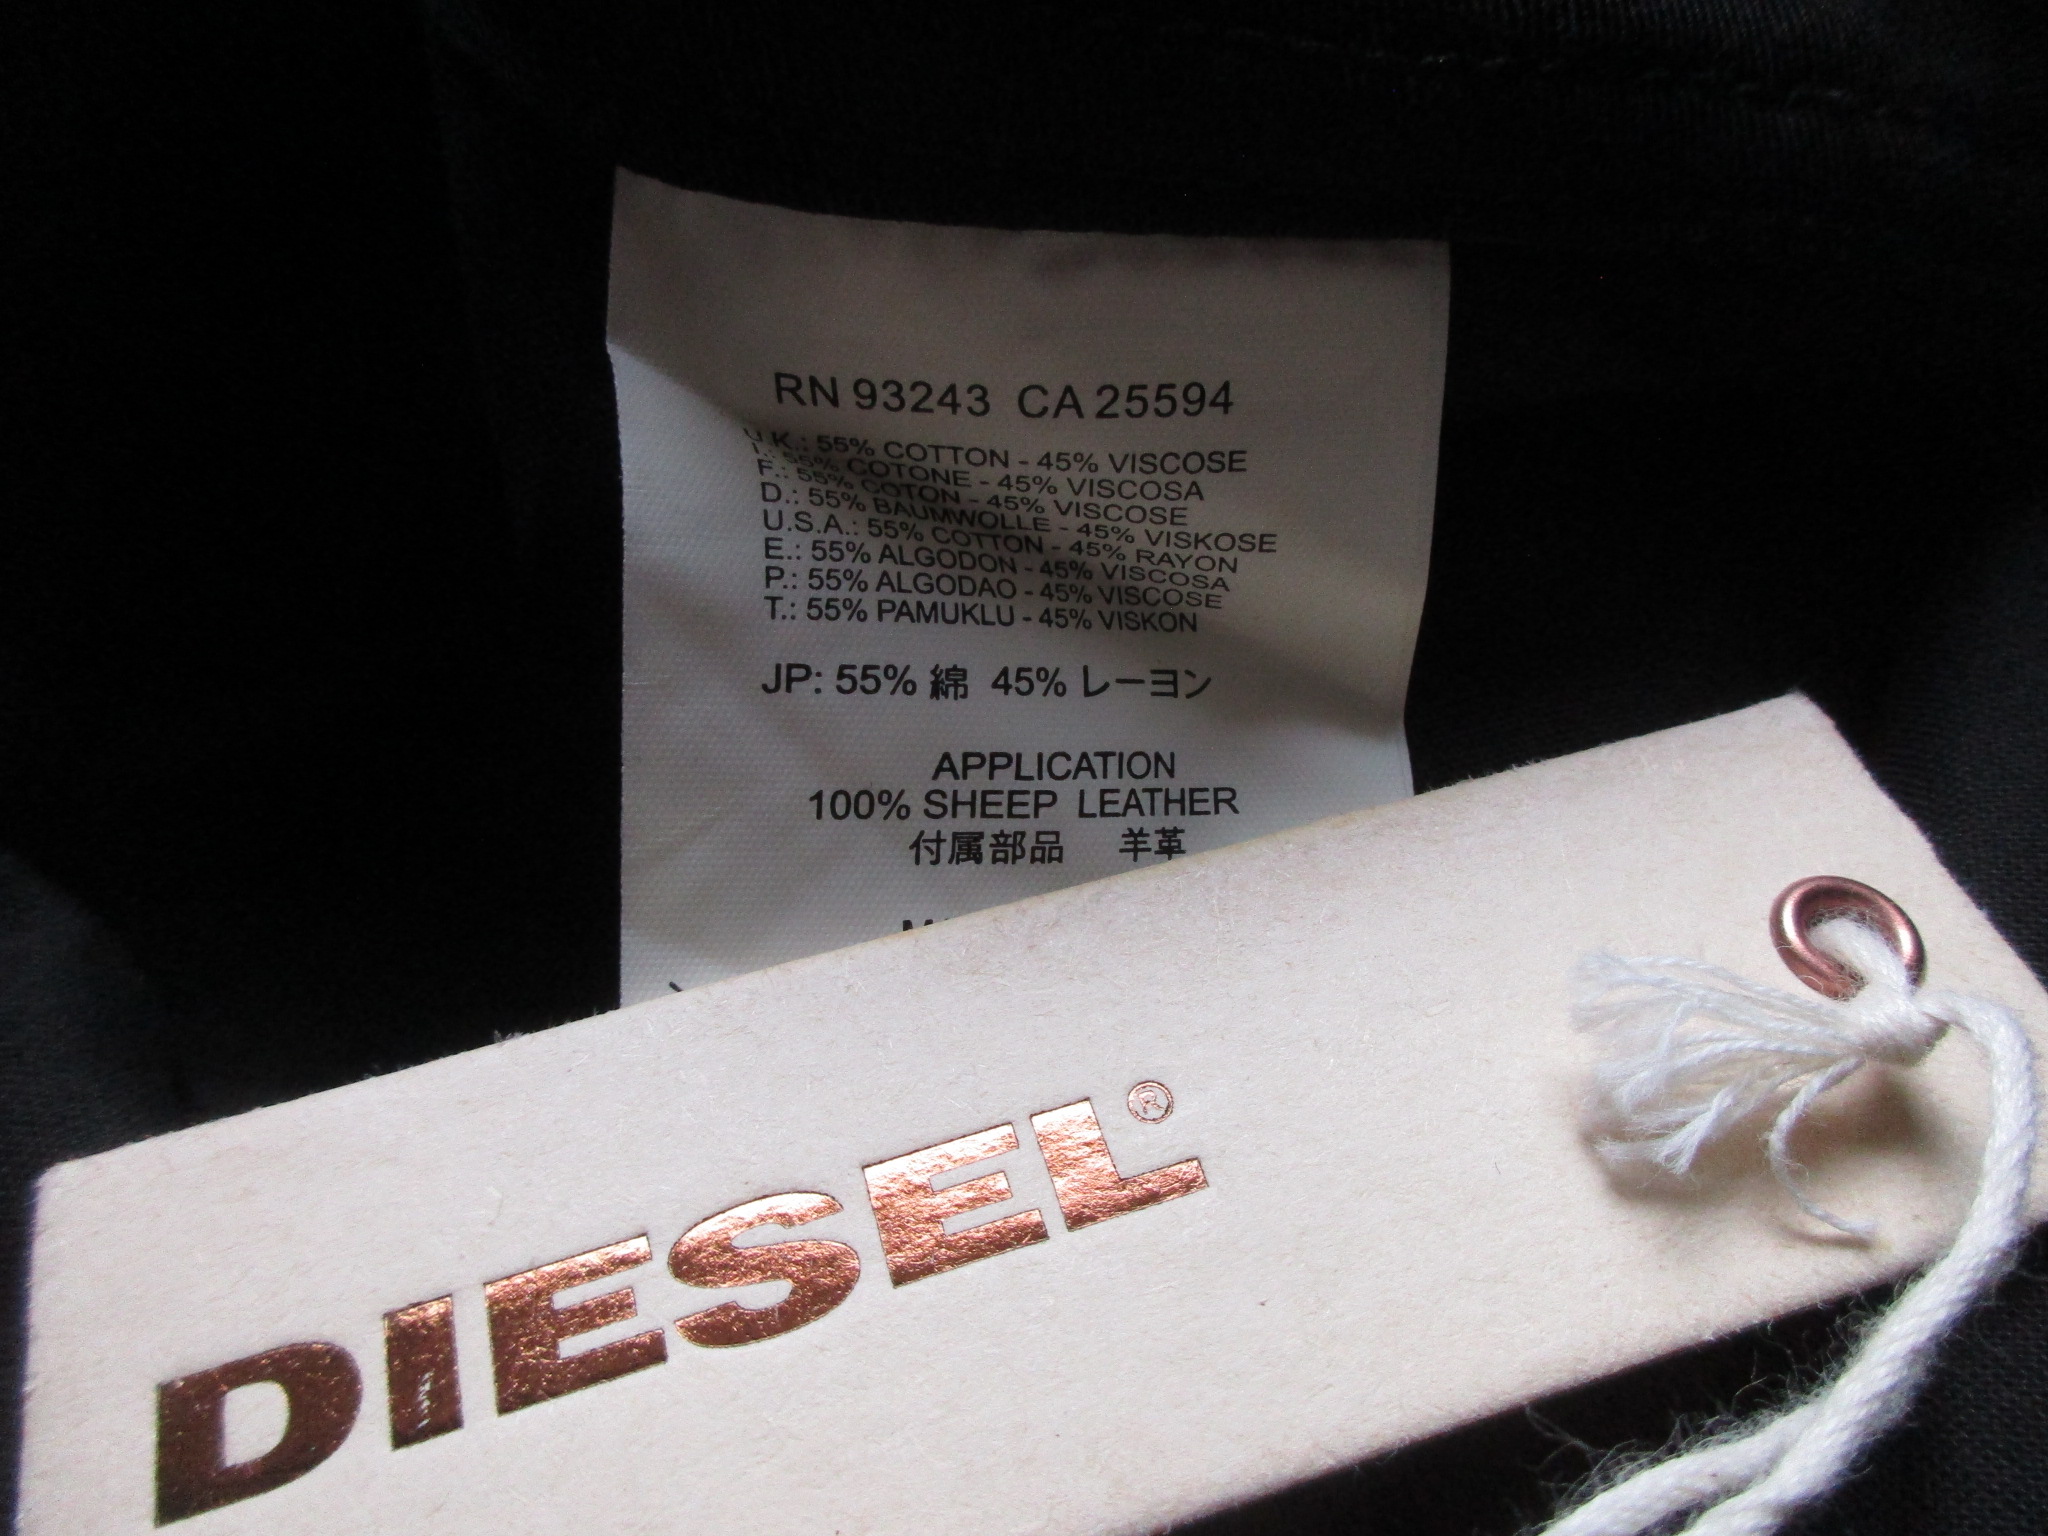 RN 93243 CA 25594
U.K.: 55% COTTON - 45% VISCOSE
I.: 55% COTONE - 45% VISCOSA
F.: 55% COTON - 45% VISCOSE
D.: 55% BAUMWOLLE - 45% VISKOSE
U.S.A.: 55% COTTON - 45% RAYON
E.: 55% ALGODON - 45% VISCOSA
P.: 55% ALGODAO - 45% VISCOSE
T.: 55% PAMUKLU - 45% VISKON
JP: 55% 綿 45% レーヨン
APPLICATION
100% SHEEP LEATHER
付属部品 羊革
DIESEL®